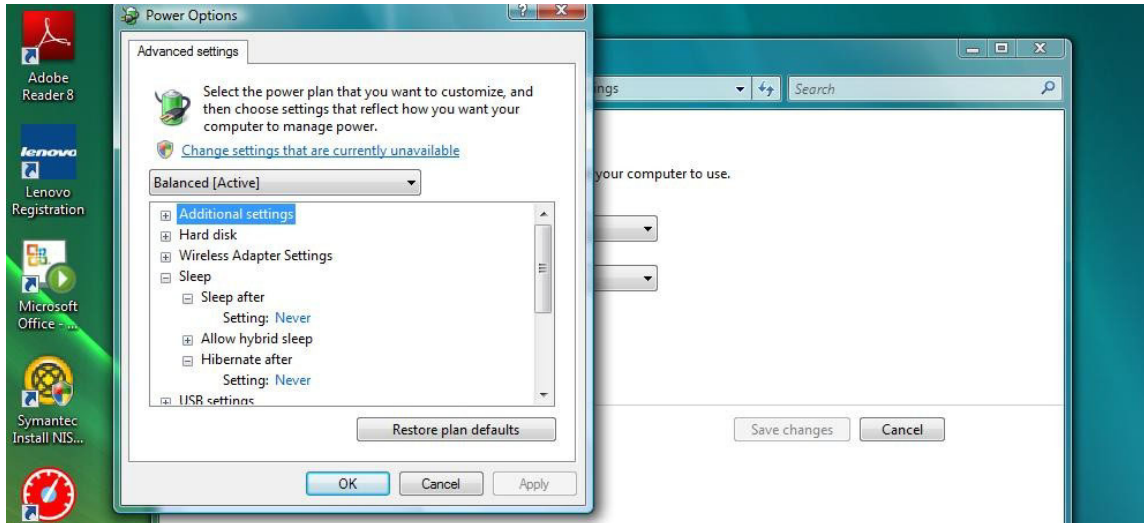 Adobe
Reader 8
lenovo
Lenovo
Registration
Microsoft
Office - ...
Symantec
Install NIS...
Power Options
Advanced settings
Select the power plan that you want to customize, and
then choose settings that reflect how you want your
computer to manage power.
Change settings that are currently unavailable
Balanced [Active]
Additional settings
Hard disk
Wireless Adapter Settings
Sleep
Sleep after
Setting: Never
Allow hybrid sleep
Hibernate after
Setting: Never
USB settings
Restore plan defaults
OK
Cancel
Apply
ngs
Search
your computer to use.
Save changes
Cancel